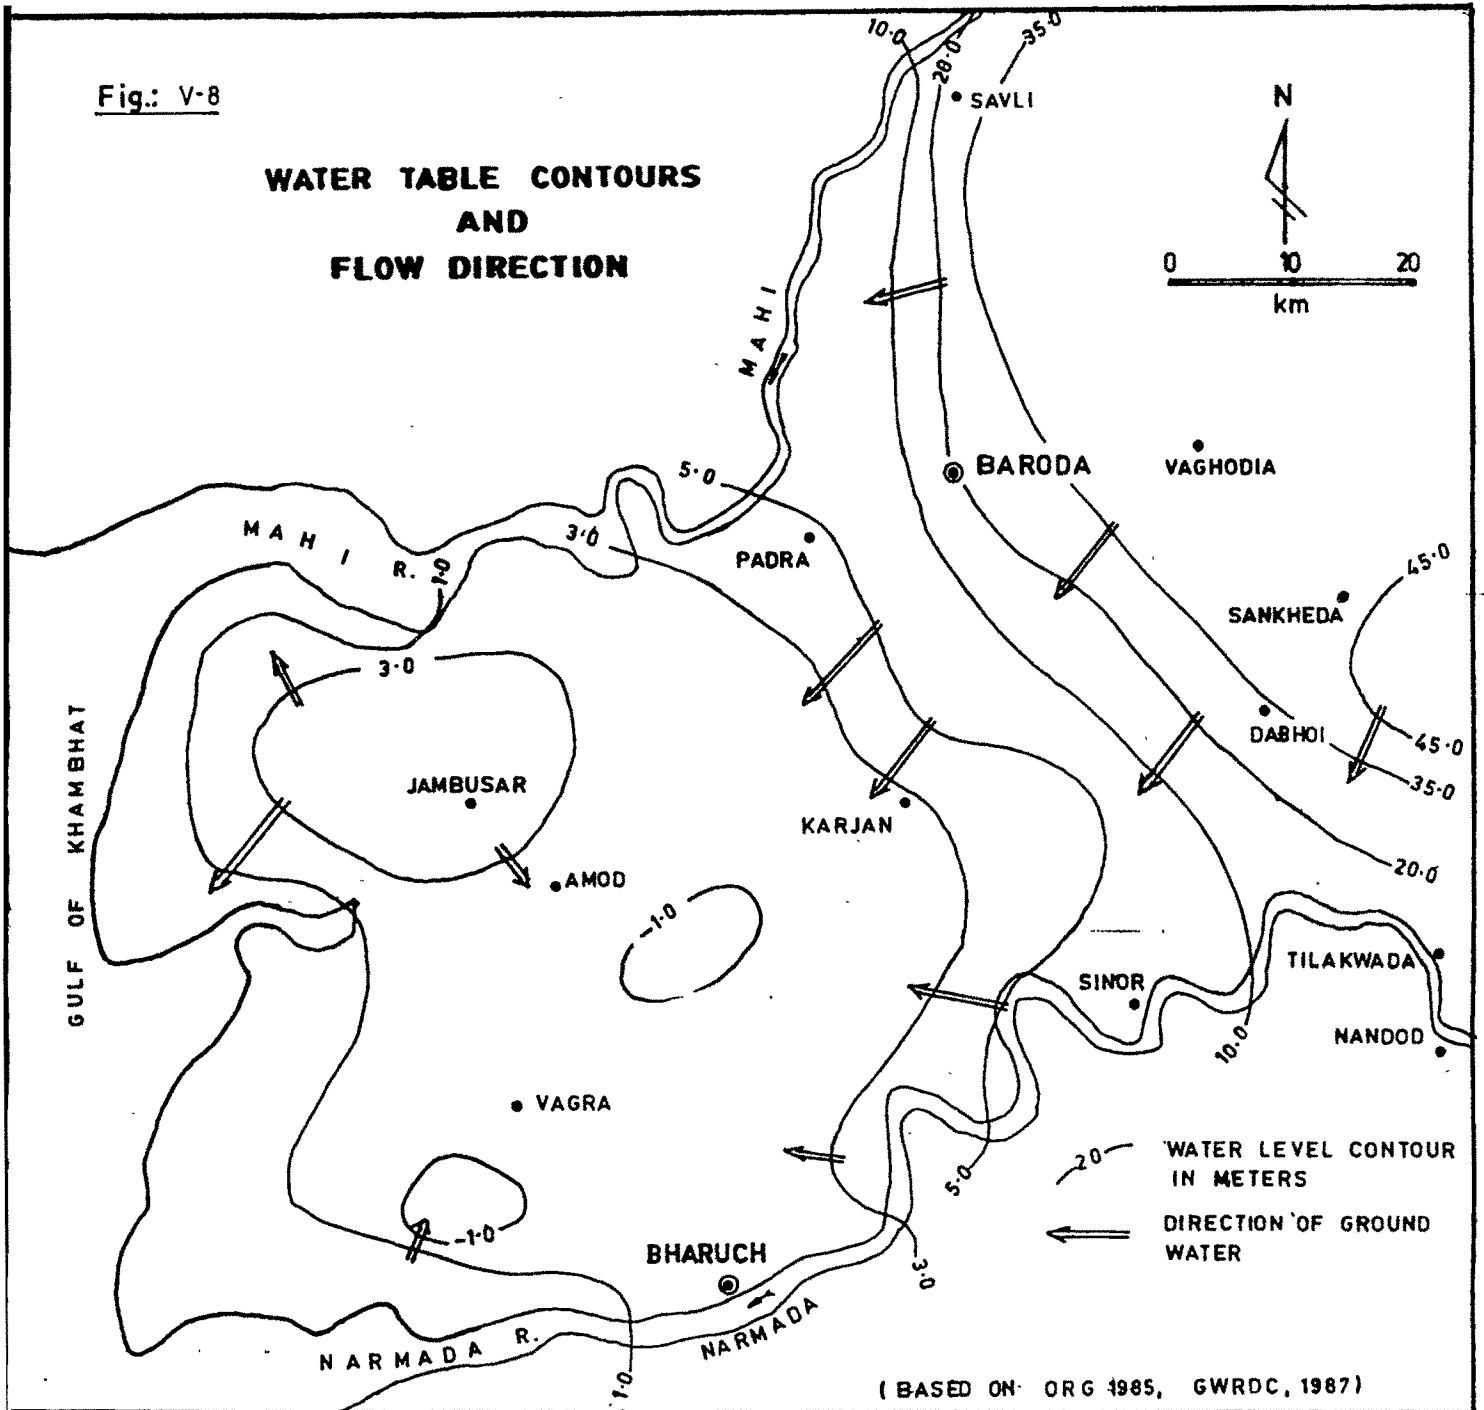 Fig.: V-8
WATER TABLE CONTOURS
AND
FLOW DIRECTION
10.0
20.0
35.0
SAVLI
N
0 10 20
km
MAHI
BARODA
VAGHODIA
5.0
3.0
PADRA
MAHI R.
1.0
45.0
SANKHEDA
3.0
DABHOI
45.0
35.0
GULF OF KHAMBHAT
JAMBUSAR
KARJAN
AMOD
20.0
-1.0
TILAKWADA
SINOR
NANDOD
10.0
VAGRA
5.0
20
WATER LEVEL CONTOUR
IN METERS
-1.0
DIRECTION OF GROUND
WATER
BHARUCH
3.0
NARMADA
NARMADA R.
1.0
(BASED ON ORG 1985, GWRDC, 1987)